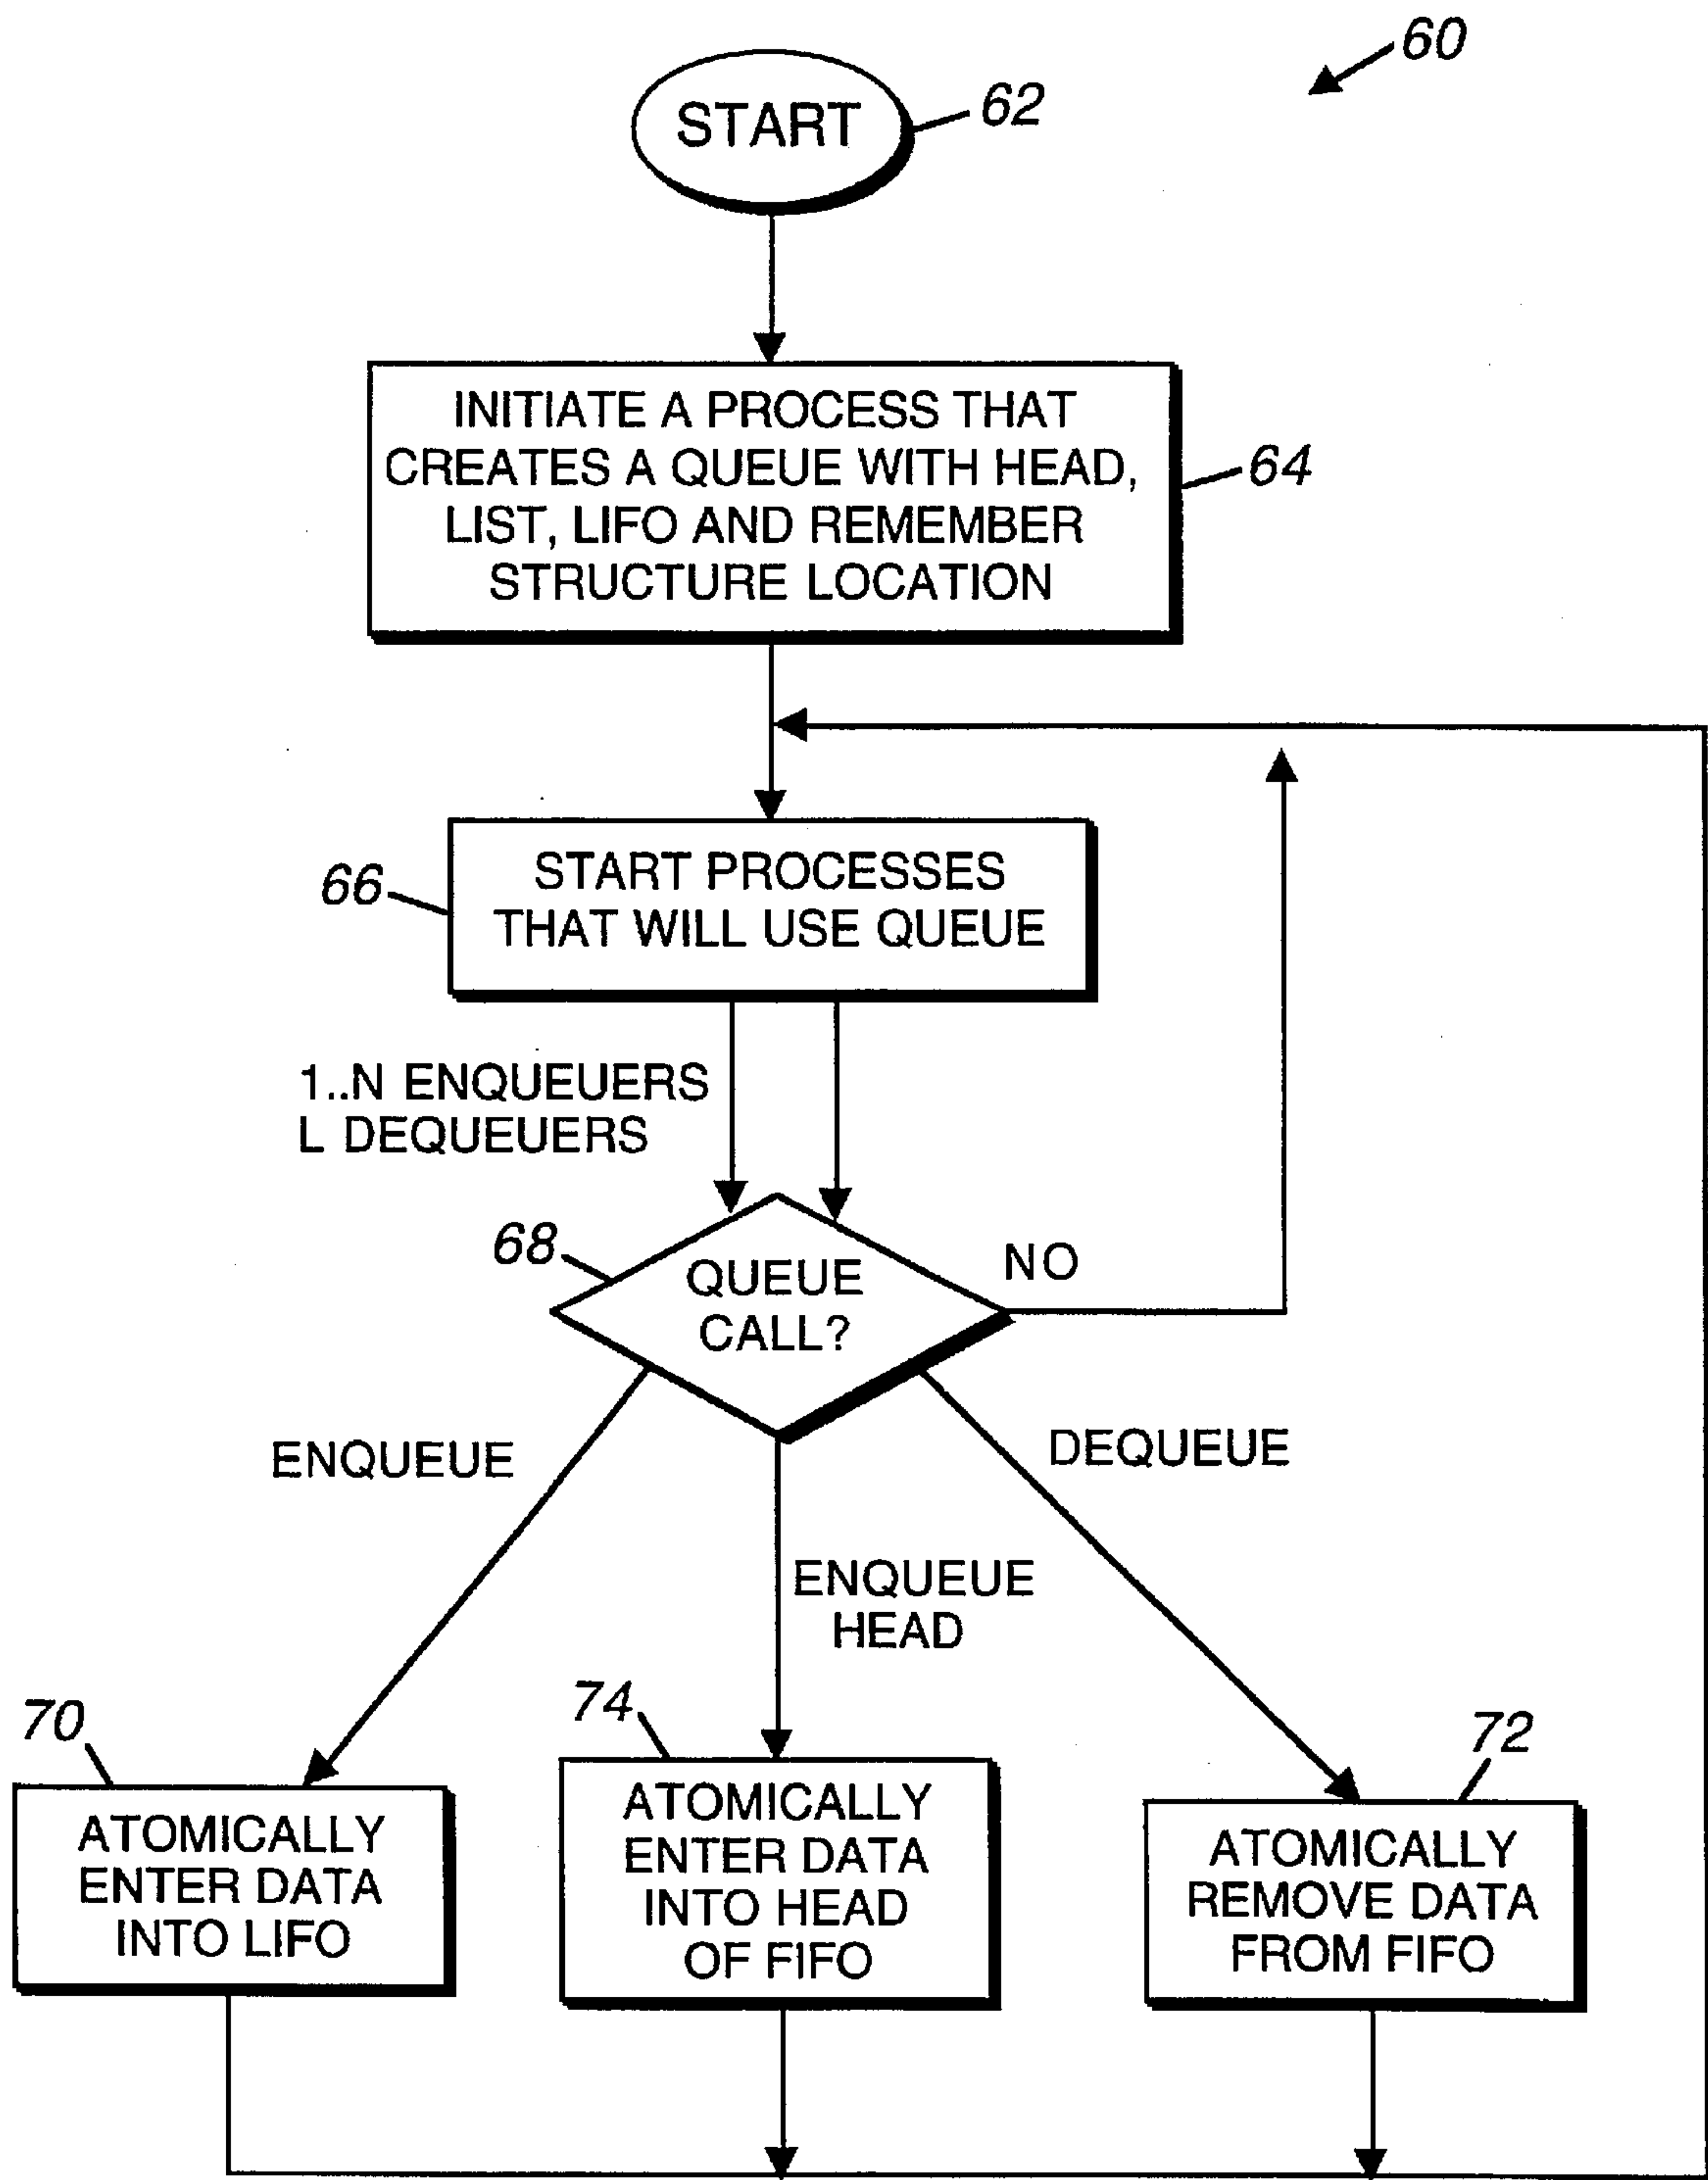 60
START
62
INITIATE A PROCESS THAT
CREATES A QUEUE WITH HEAD,
LIST, LIFO AND REMEMBER
STRUCTURE LOCATION
64
66
START PROCESSES
THAT WILL USE QUEUE
1..N ENQUEUERS
L DEQUEUERS
68
QUEUE
CALL?
NO
ENQUEUE
DEQUEUE
ENQUEUE
HEAD
70
ATOMICALLY
ENTER DATA
INTO LIFO
74
ATOMICALLY
ENTER DATA
INTO HEAD
OF FIFO
72
ATOMICALLY
REMOVE DATA
FROM FIFO